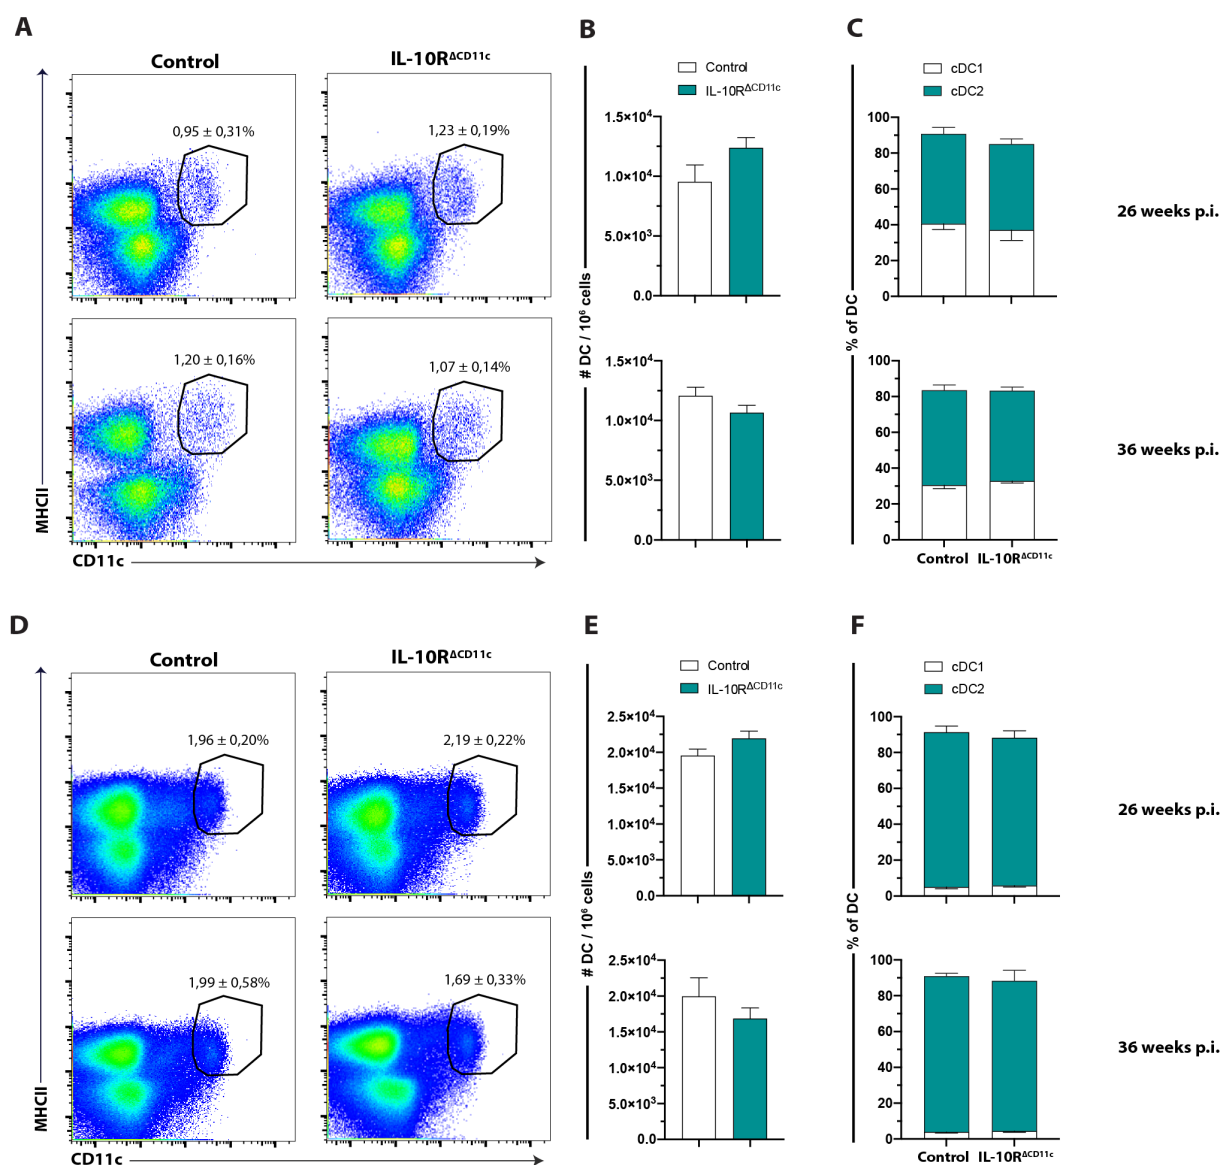 A
Control
IL-10RΔCD11c
0,95 ± 0,31%
1,23 ± 0,19%
1,20 ± 0,16%
1,07 ± 0,14%
MHCII
CD11c
B
Control
IL-10RΔCD11c
# DC / 10⁶ cells
1.5×10⁴
1.0×10⁴
5.0×10³
0.0
1.5×10⁴
1.0×10⁴
5.0×10³
0.0
C
cDC1
cDC2
% of DC
100
80
60
40
20
0
26 weeks p.i.
100
80
60
40
20
0
36 weeks p.i.
Control IL-10RΔCD11c
D
Control
IL-10RΔCD11c
1,96 ± 0,20%
2,19 ± 0,22%
1,99 ± 0,58%
1,69 ± 0,33%
MHCII
CD11c
E
Control
IL-10RΔCD11c
# DC / 10⁶ cells
2.5×10⁴
2.0×10⁴
1.5×10⁴
1.0×10⁴
5.0×10³
0.0
2.5×10⁴
2.0×10⁴
1.5×10⁴
1.0×10⁴
5.0×10³
0.0
F
cDC1
cDC2
% of DC
100
80
60
40
20
0
26 weeks p.i.
100
80
60
40
20
0
36 weeks p.i.
Control IL-10RΔCD11c